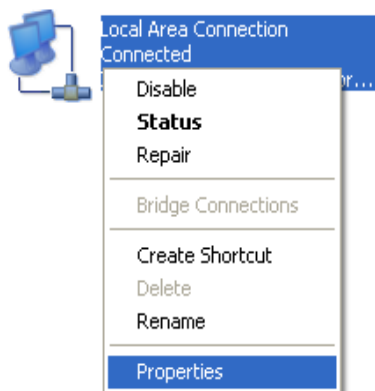 Local Area Connection
Connected
r...
Disable
Status
Repair
Bridge Connections
Create Shortcut
Delete
Rename
Properties